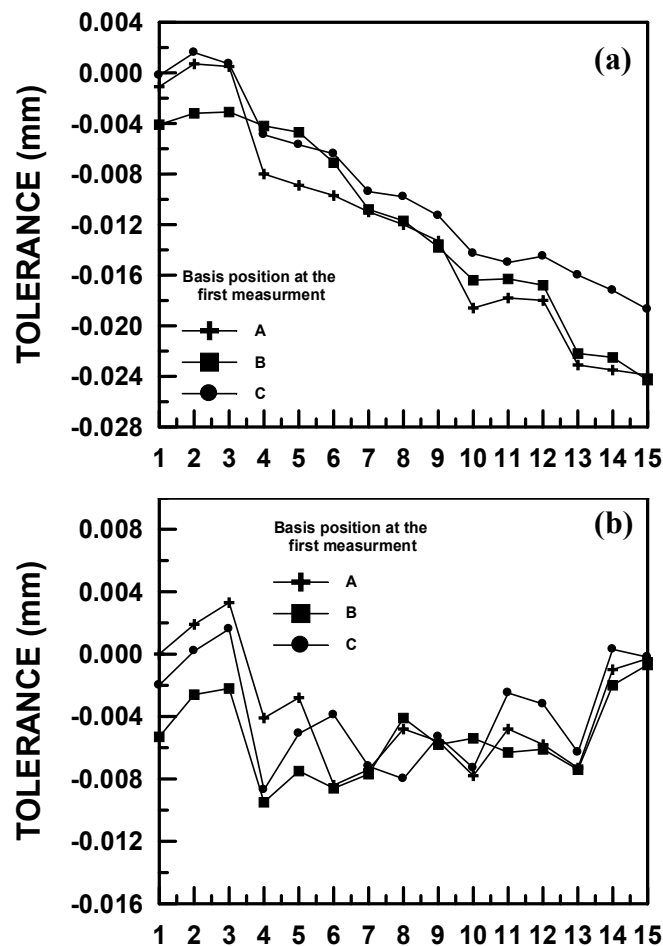 0.004
(a)
0.000
-0.004
-0.008
-0.012
-0.016
-0.020
-0.024
-0.028
TOLERANCE (mm)
Basis position at the
first measurment
A
B
C
1 2 3 4 5 6 7 8 9 10 11 12 13 14 15
0.008
(b)
0.004
0.000
-0.004
-0.008
-0.012
-0.016
TOLERANCE (mm)
Basis position at the
first measurment
A
B
C
1 2 3 4 5 6 7 8 9 10 11 12 13 14 15